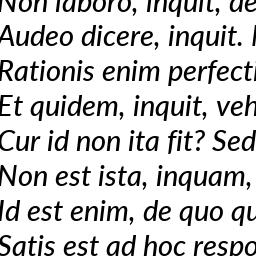 Non laboro, inquit, de
Audeo dicere, inquit.
Rationis enim perfecti
Et quidem, inquit, veh
Cur id non ita fit? Sed
Non est ista, inquam,
Id est enim, de quo qu
Satis est ad hoc respo